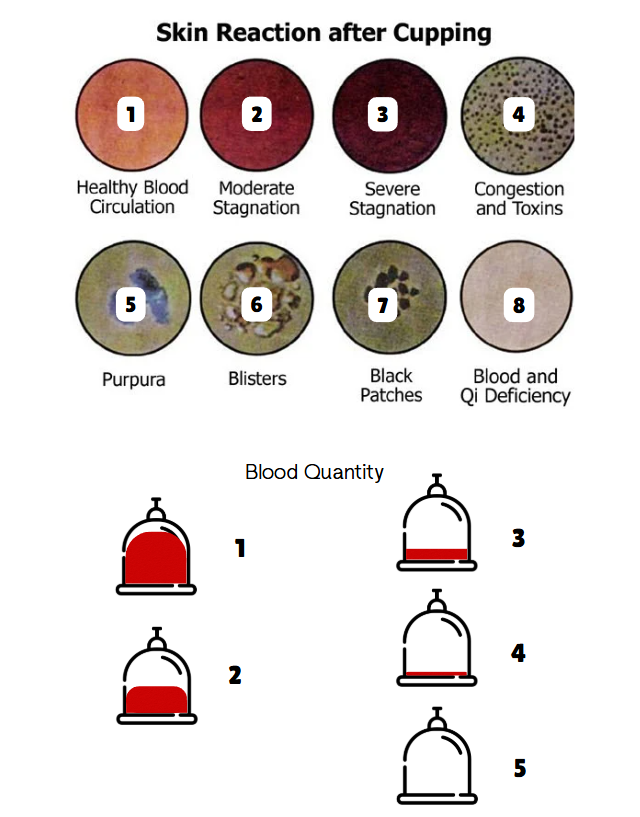 Skin Reaction after Cupping
1
2
3
4
Healthy Blood
Circulation
Moderate
Stagnation
Severe
Stagnation
Congestion
and Toxins
5
6
7
8
Purpura
Blisters
Black
Patches
Blood and
Qi Deficiency
Blood Quantity
1
3
2
4
5